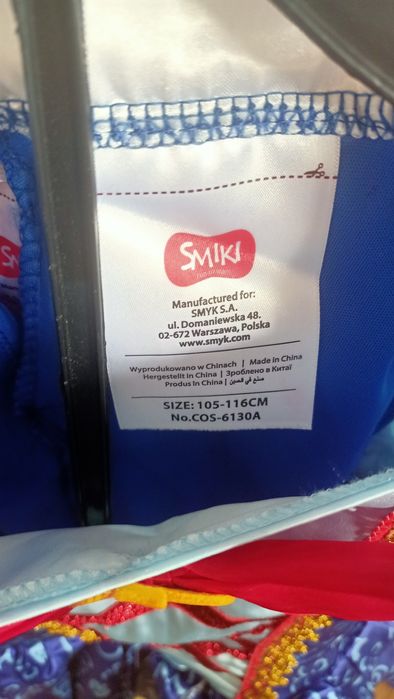 SMIKI
Manufactured for:
SMYK S.A.
ul. Domaniewska 48.
02-672 Warszawa, Polska
www.smyk.com
Wyprodukowano w Chinach | Made in China
Hergestellt in China | Зроблено в Китаї
Produs în China | صنع في الصين
SIZE: 105-116CM
No.COS-6130A